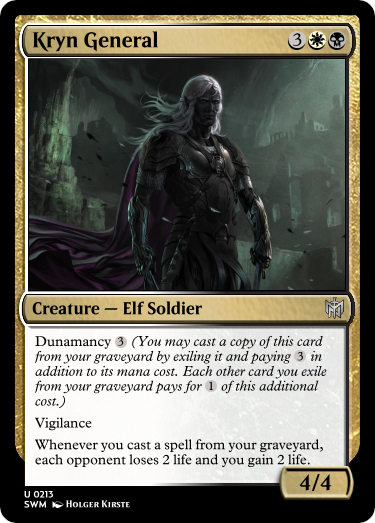 Kryn General 3
Creature — Elf Soldier
Dunamancy 3 (You may cast a copy of this card
from your graveyard by exiling it and paying 3 in
addition to its mana cost. Each other card you exile
from your graveyard pays for 1 of this additional
cost.)
Vigilance
Whenever you cast a spell from your graveyard,
each opponent loses 2 life and you gain 2 life.
4/4
U 0213
SWM Holger Kirste